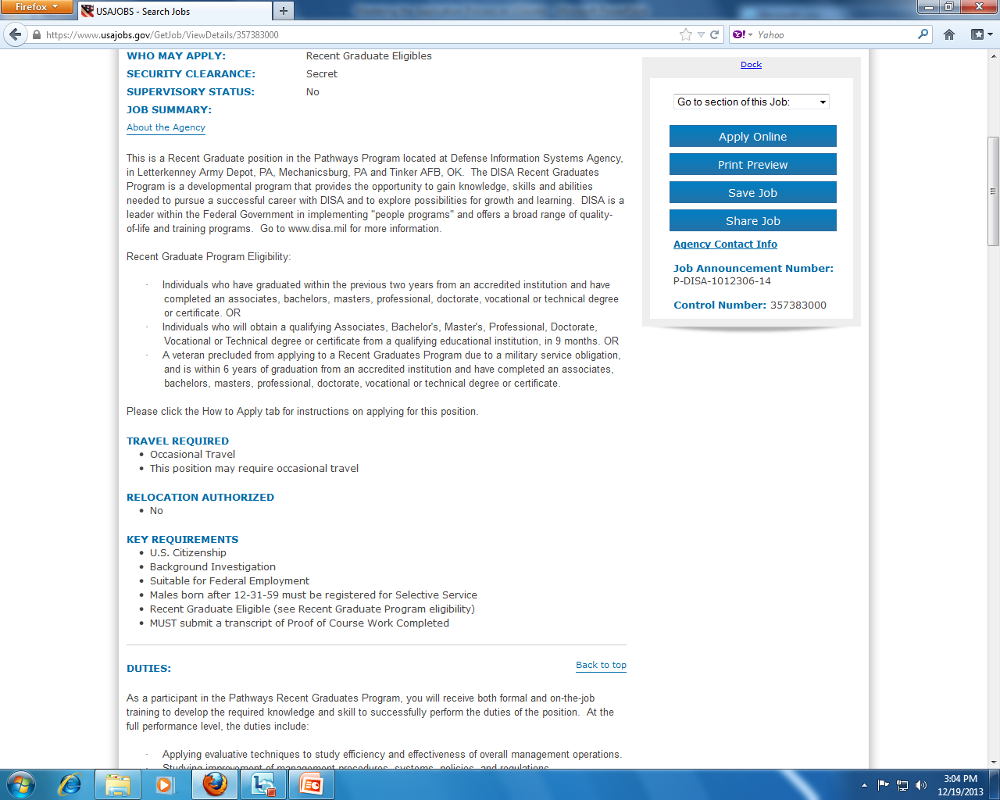 Firefox
USAJOBS - Search Jobs
https://www.usajobs.gov/GetJob/ViewDetails/357383000
Yahoo
WHO MAY APPLY: Recent Graduate Eligibles
SECURITY CLEARANCE: Secret
SUPERVISORY STATUS: No
JOB SUMMARY:
About the Agency
This is a Recent Graduate position in the Pathways Program located at Defense Information Systems Agency,
in Letterkenney Army Depot, PA, Mechanicsburg, PA and Tinker AFB, OK. The DISA Recent Graduates
Program is a developmental program that provides the opportunity to gain knowledge, skills and abilities
needed to pursue a successful career with DISA and to explore possibilities for growth and learning. DISA is a
leader within the Federal Government in implementing "people programs" and offers a broad range of quality-
of-life and training programs. Go to www.disa.mil for more information.
Recent Graduate Program Eligibility:
· Individuals who have graduated within the previous two years from an accredited institution and have
completed an associates, bachelors, masters, professional, doctorate, vocational or technical degree
or certificate. OR
· Individuals who will obtain a qualifying Associates, Bachelor's, Master's, Professional, Doctorate,
Vocational or Technical degree or certificate from a qualifying educational institution, in 9 months. OR
· A veteran precluded from applying to a Recent Graduates Program due to a military service obligation,
and is within 6 years of graduation from an accredited institution and have completed an associates,
bachelors, masters, professional, doctorate, vocational or technical degree or certificate.
Please click the How to Apply tab for instructions on applying for this position.
TRAVEL REQUIRED
• Occasional Travel
• This position may require occasional travel
RELOCATION AUTHORIZED
• No
KEY REQUIREMENTS
• U.S. Citizenship
• Background Investigation
• Suitable for Federal Employment
• Males born after 12-31-59 must be registered for Selective Service
• Recent Graduate Eligible (see Recent Graduate Program eligibility)
• MUST submit a transcript of Proof of Course Work Completed
DUTIES:
Back to top
As a participant in the Pathways Recent Graduates Program, you will receive both formal and on-the-job
training to develop the required knowledge and skill to successfully perform the duties of the position. At the
full performance level, the duties include:
· Applying evaluative techniques to study efficiency and effectiveness of overall management operations.
· Studying improvement of management procedures, systems, policies, and regulations
Dock
Go to section of this Job:
Apply Online
Print Preview
Save Job
Share Job
Agency Contact Info
Job Announcement Number:
P-DISA-1012306-14
Control Number: 357383000
3:04 PM
12/19/2013